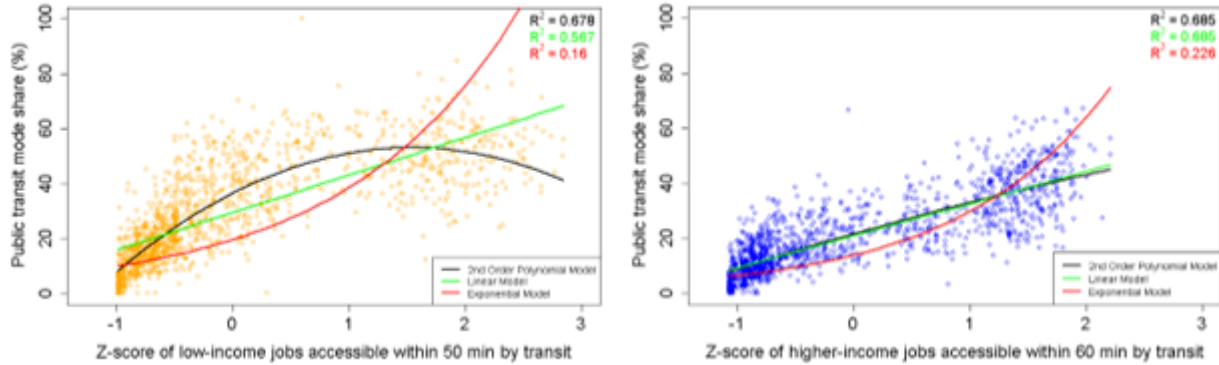 Public transit mode share (%)
100
80
60
40
20
0
R² = 0.678
R² = 0.567
R² = 0.16
2nd Order Polynomial Model
Linear Model
Exponential Model
-1 0 1 2 3
Z-score of low-income jobs accessible within 50 min by transit
Public transit mode share (%)
100
80
60
40
20
0
R² = 0.685
R² = 0.685
R² = 0.226
2nd Order Polynomial Model
Linear Model
Exponential Model
-1 0 1 2 3
Z-score of higher-income jobs accessible within 60 min by transit